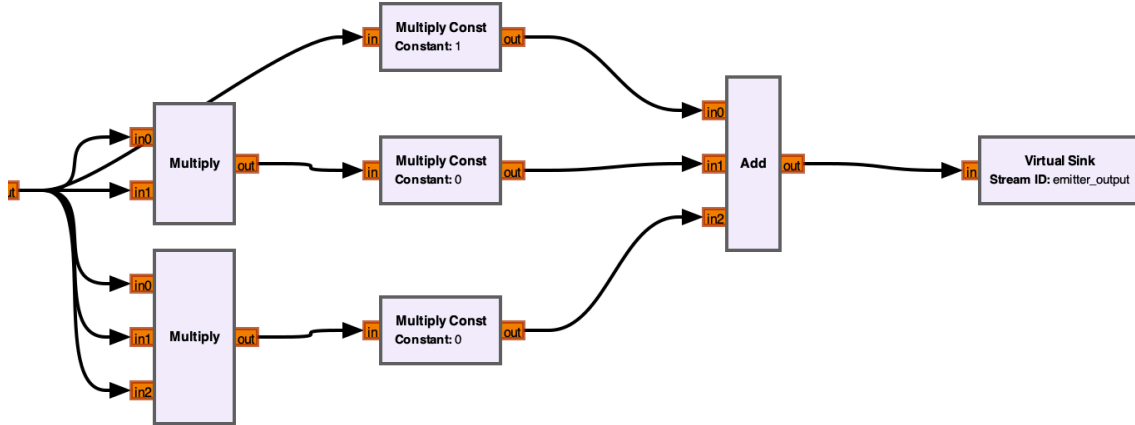 Multiply Const
in
out
Constant: 1
in0
in0
Multiply
out
in
Multiply Const
out
in1
Add
out
in
Virtual Sink
Constant: 0
Stream ID: emitter_output
in1
in2
in0
Multiply Const
in
out
in1
Multiply
out
Constant: 0
in2